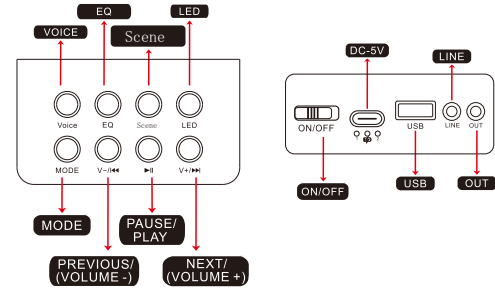 EQ
LED
VOICE
Scene
Voice
EQ
Scene
LED
MODE
V-/I◀◀
▶II
V+/▶▶I
MODE
PAUSE/
PLAY
PREVIOUS/
(VOLUME -)
NEXT/
(VOLUME +)
DC-5V
LINE
ON/OFF
USB
LINE
OUT
ON/OFF
USB
OUT